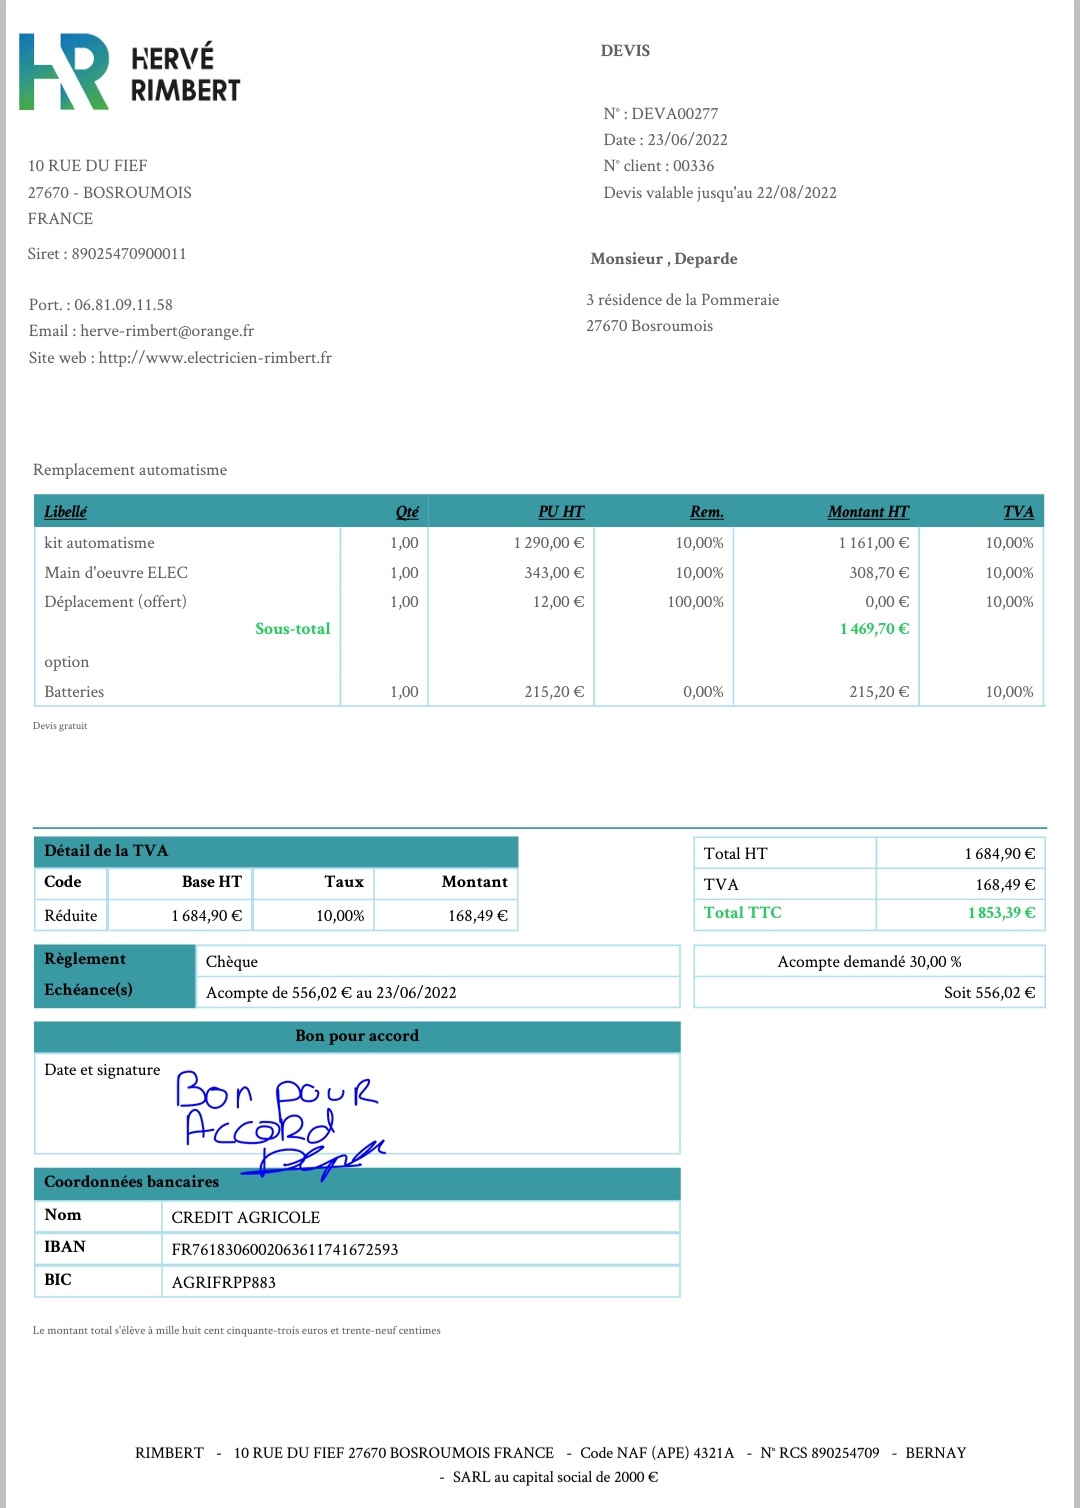 HERVÉ
RIMBERT
10 RUE DU FIEF
27670 - BOSROUMOIS
FRANCE
Siret : 89025470900011
Port. : 06.81.09.11.58
Email : herve-rimbert@orange.fr
Site web : http://www.electricien-rimbert.fr
DEVIS
N° : DEVA00277
Date : 23/06/2022
N° client : 00336
Devis valable jusqu'au 22/08/2022
Monsieur , Deparde
3 résidence de la Pommeraie
27670 Bosroumois
Remplacement automatisme
Libellé Qté PU HT Rem. Montant HT TVA
kit automatisme 1,00 1 290,00 € 10,00% 1 161,00 € 10,00%
Main d'oeuvre ELEC 1,00 343,00 € 10,00% 308,70 € 10,00%
Déplacement (offert) 1,00 12,00 € 100,00% 0,00 € 10,00%
Sous-total 1 469,70 €
option
Batteries 1,00 215,20 € 0,00% 215,20 € 10,00%
Devis gratuit
Détail de la TVA
Code Base HT Taux Montant
Réduite 1 684,90 € 10,00% 168,49 €
Total HT 1 684,90 €
TVA 168,49 €
Total TTC 1 853,39 €
Règlement Chèque
Echéance(s) Acompte de 556,02 € au 23/06/2022
Acompte demandé 30,00 %
Soit 556,02 €
Bon pour accord
Date et signature
Bon pour
Accord
Coordonnées bancaires
Nom CREDIT AGRICOLE
IBAN FR7618306002063611741672593
BIC AGRIFRPP883
Le montant total s'élève à mille huit cent cinquante-trois euros et trente-neuf centimes
RIMBERT - 10 RUE DU FIEF 27670 BOSROUMOIS FRANCE - Code NAF (APE) 4321A - N° RCS 890254709 - BERNAY
- SARL au capital social de 2000 €